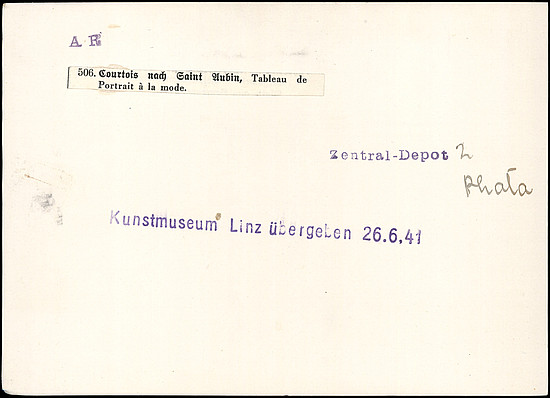 A R
506. Courtois nach Saint Aubin, Tableau de
Portrait à la mode.
Zentral-Depot 2
Kunstmuseum Linz übergeben 26.6.41